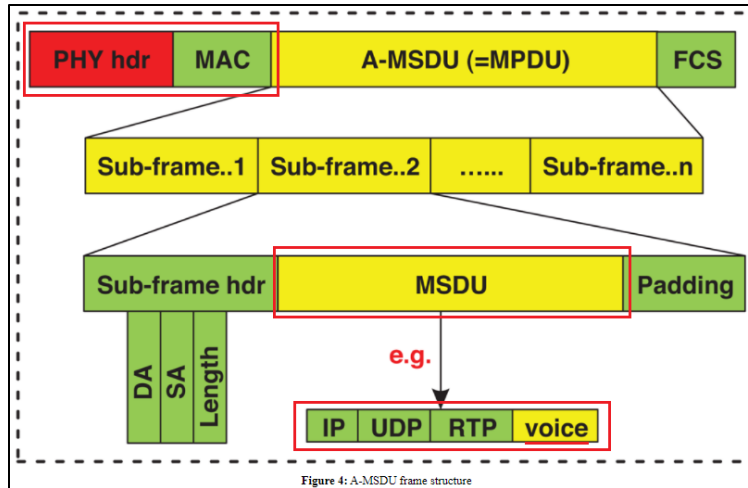 PHY hdr MAC A-MSDU (=MPDU) FCS
Sub-frame..1 Sub-frame..2 ...... Sub-frame..n
Sub-frame hdr MSDU Padding
DA SA Length
e.g.
IP UDP RTP voice
Figure 4: A-MSDU frame structure